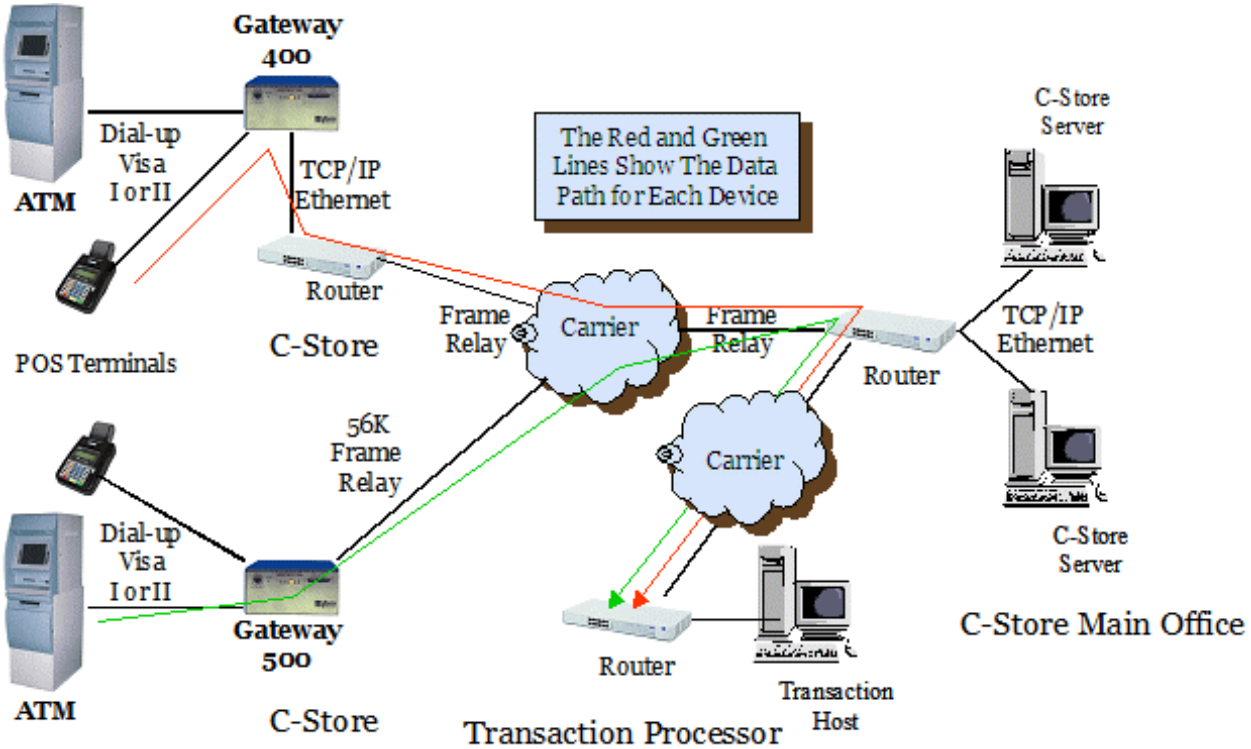 Gateway
400
ATM
Dial-up
Visa
I or II
TCP/IP
Ethernet
The Red and Green
Lines Show The Data
Path for Each Device
C-Store
Server
Router
C-Store
POS Terminals
Frame
Relay
Carrier
Frame
Relay
Router
TCP/IP
Ethernet
56K
Frame
Relay
Carrier
Dial-up
Visa
I or II
Gateway
500
ATM
C-Store
Router
Transaction
Host
Transaction Processor
C-Store
Server
C-Store Main Office